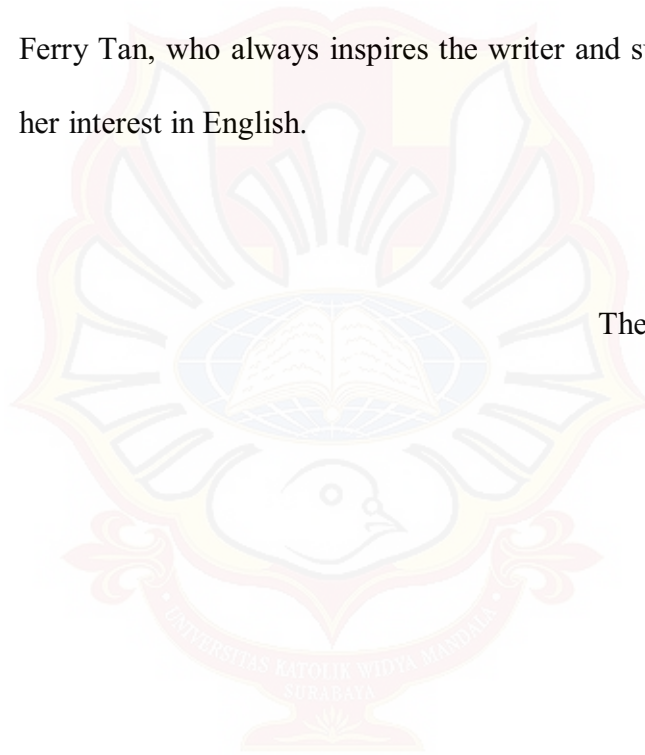 Ferry Tan, who always inspires the writer and
her interest in English.
The
UNIVERSITAS KATOLIK WIDYA MANDALA
SURABAYA